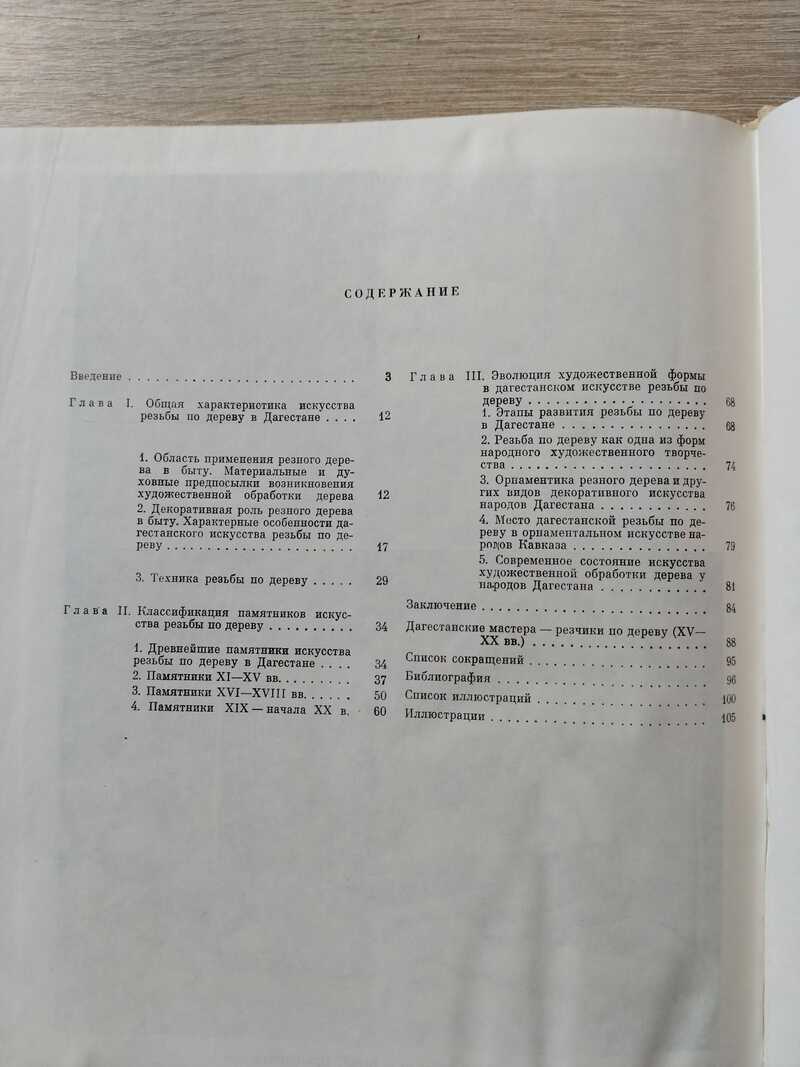 СОДЕРЖАНИЕ
Введение . . . . . . . . . . . . . . . . . . . . . . . . . 3
Глава I. Общая характеристика искусства
резьбы по дереву в Дагестане . . . . 12
1. Область применения резного дере-
ва в быту. Материальные и ду-
ховные предпосылки возникновения
художественной обработки дерева 12
2. Декоративная роль резного дерева
в быту. Характерные особенности да-
гестанского искусства резьбы по де-
реву . . . . . . . . . . . . . . . . . . . . . . 17
3. Техника резьбы по дереву . . . . . 29
Глава II. Классификация памятников искус-
ства резьбы по дереву . . . . . . . . . . 34
1. Древнейшие памятники искусства
резьбы по дереву в Дагестане . . . . 34
2. Памятники XI—XV вв. . . . . . . . . 37
3. Памятники XVI—XVIII вв. . . . . . 50
4. Памятники XIX — начала XX в. 60
Глава III. Эволюция художественной формы
в дагестанском искусстве резьбы по
дереву . . . . . . . . . . . . . . . . . . . . . 68
1. Этапы развития резьбы по дереву
в Дагестане . . . . . . . . . . . . . . . . . 68
2. Резьба по дереву как одна из форм
народного художественного творче-
ства . . . . . . . . . . . . . . . . . . . . . . . 74
3. Орнаментика резного дерева и дру-
гих видов декоративного искусства
народов Дагестана . . . . . . . . . . . . 76
4. Место дагестанской резьбы по де-
реву в орнаментальном искусстве на-
родов Кавказа . . . . . . . . . . . . . . . 79
5. Современное состояние искусства
художественной обработки дерева у
народов Дагестана . . . . . . . . . . . . 81
Заключение . . . . . . . . . . . . . . . . . . . . . . . . 84
Дагестанские мастера — резчики по дереву (XV—
XX вв.) . . . . . . . . . . . . . . . . . . . . 88
Список сокращений . . . . . . . . . . . . . . . . . . . 95
Библиография . . . . . . . . . . . . . . . . . . . . . . . 96
Список иллюстраций . . . . . . . . . . . . . . . . . . 100
Иллюстрации . . . . . . . . . . . . . . . . . . . . . . . 105